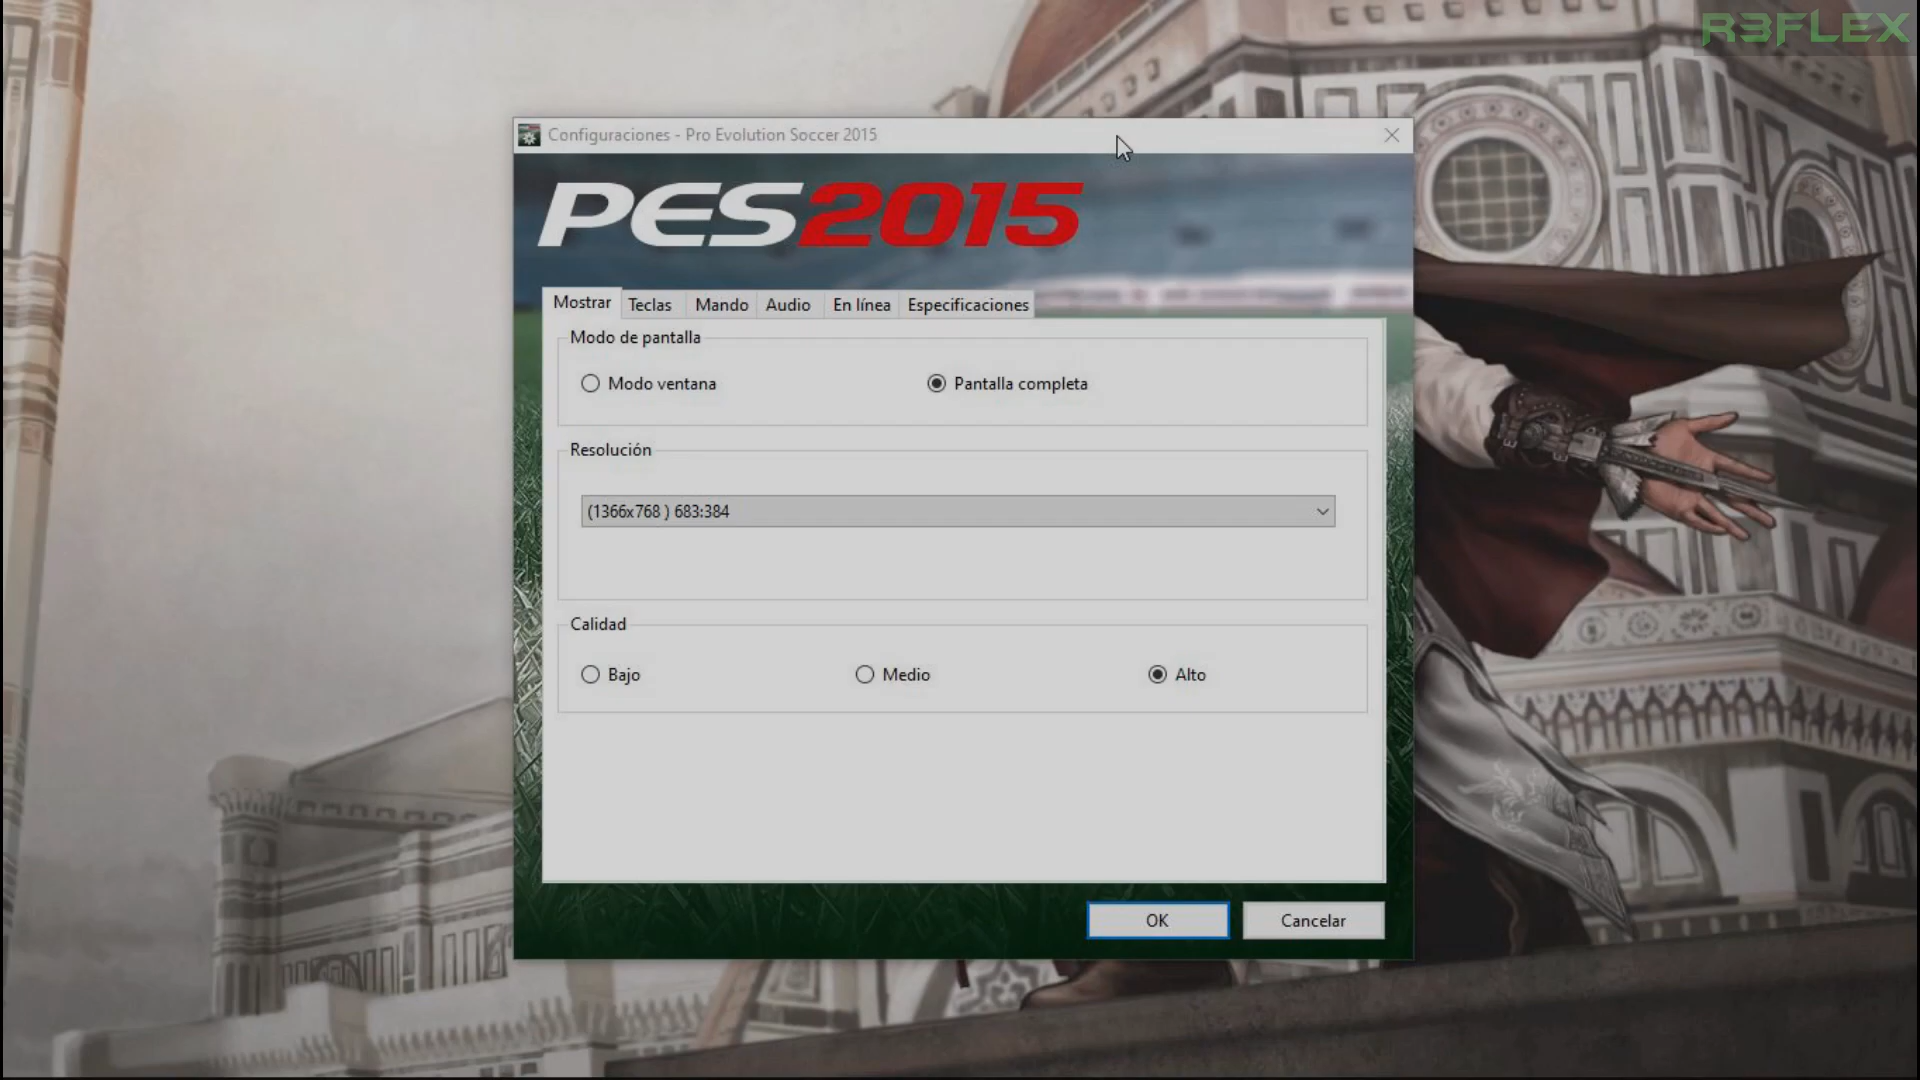 R3FLEX
Configuraciones - Pro Evolution Soccer 2015
PES2015
Mostrar Teclas Mando Audio En línea Especificaciones
Modo de pantalla
Modo ventana Pantalla completa
Resolución
(1366x768 ) 683:384
Calidad
Bajo Medio Alto
OK Cancelar